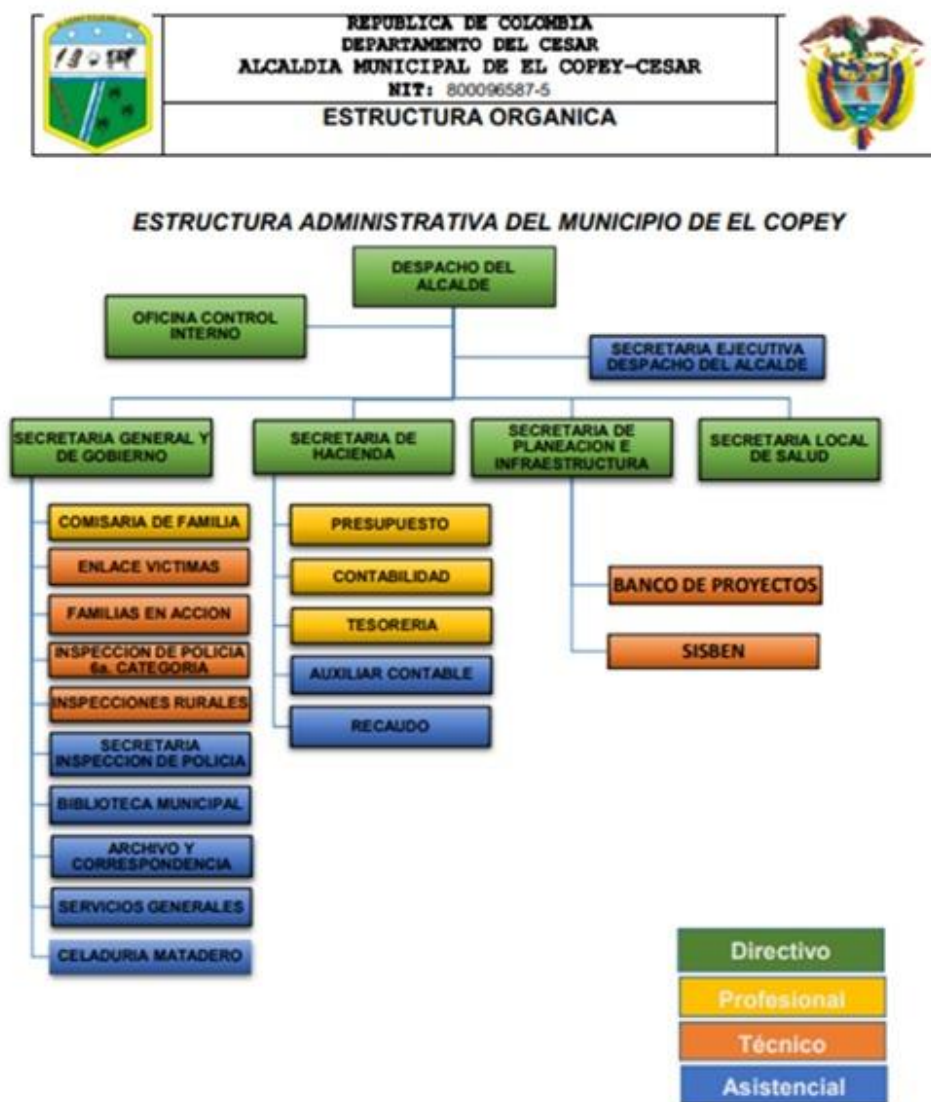 REPUBLICA DE COLOMBIA
DEPARTAMENTO DEL CESAR
ALCALDIA MUNICIPAL DE EL COPEY-CESAR
NIT: 800096587-5
ESTRUCTURA ORGANICA
ESTRUCTURA ADMINISTRATIVA DEL MUNICIPIO DE EL COPEY
DESPACHO DEL
ALCALDE
OFICINA CONTROL
INTERNO
SECRETARIA EJECUTIVA
DESPACHO DEL ALCALDE
SECRETARIA GENERAL Y
DE GOBIERNO
SECRETARIA DE
HACIENDA
SECRETARIA DE
PLANEACION E
INFRAESTRUCTURA
SECRETARIA LOCAL
DE SALUD
COMISARIA DE FAMILIA
ENLACE VICTIMAS
FAMILIAS EN ACCION
INSPECCION DE POLICIA
6a. CATEGORIA
INSPECCIONES RURALES
SECRETARIA
INSPECCION DE POLICIA
BIBLIOTECA MUNICIPAL
ARCHIVO Y
CORRESPONDENCIA
SERVICIOS GENERALES
CELADURIA MATADERO
PRESUPUESTO
CONTABILIDAD
TESORERIA
AUXILIAR CONTABLE
RECAUDO
BANCO DE PROYECTOS
SISBEN
Directivo
Profesional
Técnico
Asistencial